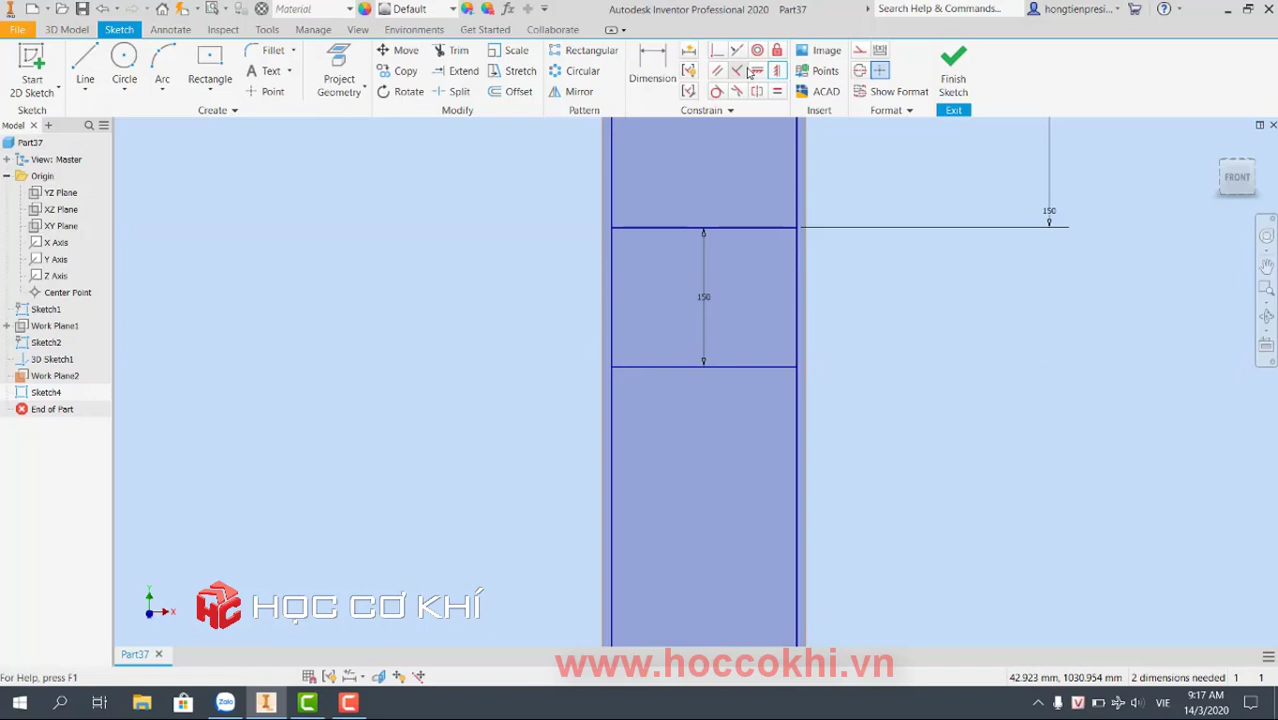 Material
Default
Autodesk Inventor Professional 2020 Part37
Search Help & Commands...
hongtienpresi...
File
3D Model
Sketch
Annotate
Inspect
Tools
Manage
View
Environments
Get Started
Collaborate
Start
2D Sketch
Line
Circle
Arc
Rectangle
Fillet
Text
Point
Project
Geometry
Move
Copy
Rotate
Trim
Extend
Split
Scale
Stretch
Offset
Rectangular
Circular
Mirror
Dimension
Image
Points
ACAD
Show Format
Finish
Sketch
Sketch
Create
Modify
Pattern
Constrain
Insert
Format
Exit
Model
Part37
View: Master
Origin
YZ Plane
XZ Plane
XY Plane
X Axis
Y Axis
Z Axis
Center Point
Sketch1
Work Plane1
Sketch2
3D Sketch1
Work Plane2
Sketch4
End of Part
FRONT
150
150
Y
X
HC HỌC CƠ KHÍ
Part37
www.hoccokhi.vn
For Help, press F1
42.923 mm, 1030.954 mm
2 dimensions needed
1
1
Zalo
VIE
9:17 AM
14/3/2020